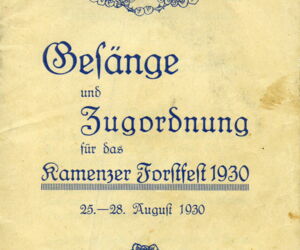 Gesänge
und
Zugordnung
für das
Kamenzer Forstfest 1930
25.—28. August 1930